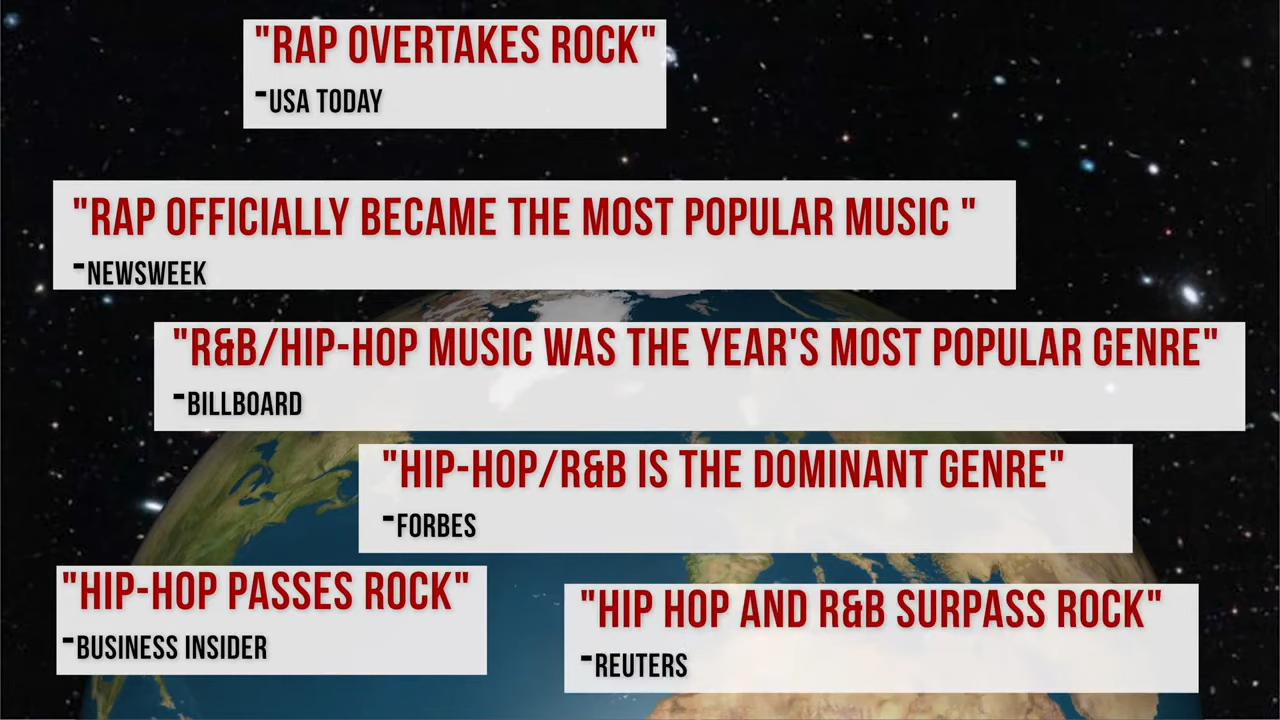 "RAP OVERTAKES ROCK"
-USA TODAY
"RAP OFFICIALLY BECAME THE MOST POPULAR MUSIC "
-NEWSWEEK
"R&B/HIP-HOP MUSIC WAS THE YEAR'S MOST POPULAR GENRE"
-BILLBOARD
"HIP-HOP/R&B IS THE DOMINANT GENRE"
-FORBES
"HIP-HOP PASSES ROCK"
-BUSINESS INSIDER
"HIP HOP AND R&B SURPASS ROCK"
-REUTERS